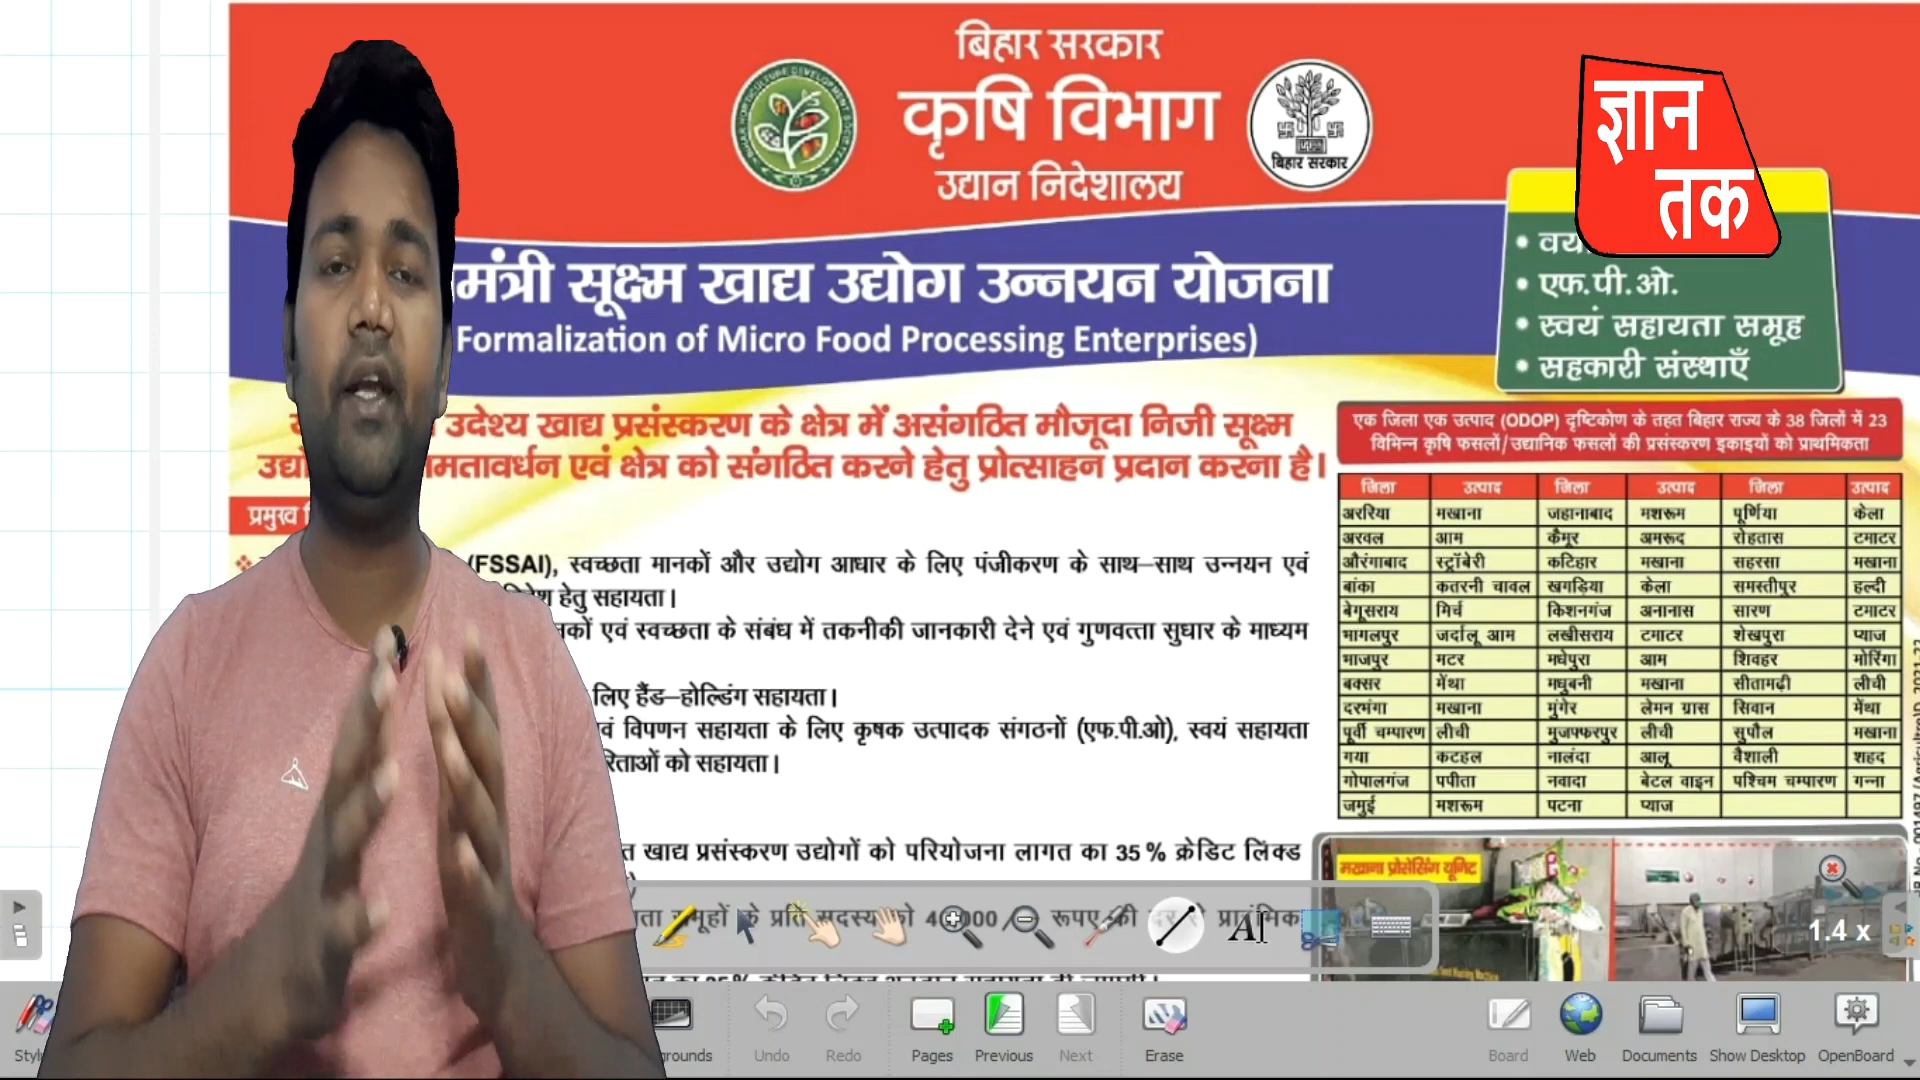 बिहार सरकार
कृषि विभाग
उद्यान निदेशालय
बिहार सरकार
ज्ञान
तक
मंत्री सूक्ष्म खाद्य उद्योग उन्नयन योजना
Formalization of Micro Food Processing Enterprises)
• एफ.पी.ओ.
• स्वयं सहायता समूह
• सहकारी संस्थाएँ
उदेश्य खाद्य प्रसंस्करण के क्षेत्र में असंगठित मौजूदा निजी सूक्ष्म
एवं क्षेत्र को संगठित करने हेतु प्रोत्साहन प्रदान करना है।
प्रमुख
(FSSAI), स्वच्छता मानकों और उद्योग आधार के लिए पंजीकरण के साथ–साथ उन्नयन एवं
हेतु सहायता।
एवं स्वच्छता के संबंध में तकनीकी जानकारी देने एवं गुणवत्ता सुधार के माध्यम
लिए हैंड–होल्डिंग सहायता।
विपणन सहायता के लिए कृषक उत्पादक संगठनों (एफ.पी.ओ), स्वयं सहायता
को सहायता।
खाद्य प्रसंस्करण उद्योगों को परियोजना लागत का 35 % क्रेडिट लिंक्ड
एक जिला एक उत्पाद (ODOP) दृष्टिकोण के तहत बिहार राज्य के 38 जिलों में 23
विभिन्न कृषि फसलों/उद्यानिक फसलों की प्रसंस्करण इकाइयों को प्राथमिकता
जिला उत्पाद जिला उत्पाद जिला उत्पाद
अररिया मखाना जहानाबाद मशरूम पूर्णिया केला
अरवल आम कैमूर अमरूद रोहतास टमाटर
औरंगाबाद स्ट्रॉबेरी कटिहार मखाना सहरसा मखाना
बांका कतरनी चावल खगड़िया केला समस्तीपुर हल्दी
बेगूसराय मिर्च किशनगंज अनानास सारण टमाटर
भागलपुर जर्दालू आम लखीसराय टमाटर शेखपुरा प्याज
भाजपुर मटर मधेपुरा आम शिवहर मोरिंगा
बक्सर मेंथा मधुबनी मखाना सीतामढ़ी लीची
दरभंगा मखाना मुंगेर लेमन ग्रास सिवान मेंथा
पूर्वी चम्पारण लीची मुजफ्फरपुर लीची सुपौल मखाना
गया कटहल नालंदा आलू वैशाली शहद
गोपालगंज पपीता नवादा बेटल वाइन पश्चिम चम्पारण गन्ना
जमुई मशरूम पटना प्याज
मखाना प्रोसेसिंग यूनिट
1.4 x
Undo
Redo
Pages
Previous
Next
Erase
Board
Web
Documents
Show Desktop
OpenBoard